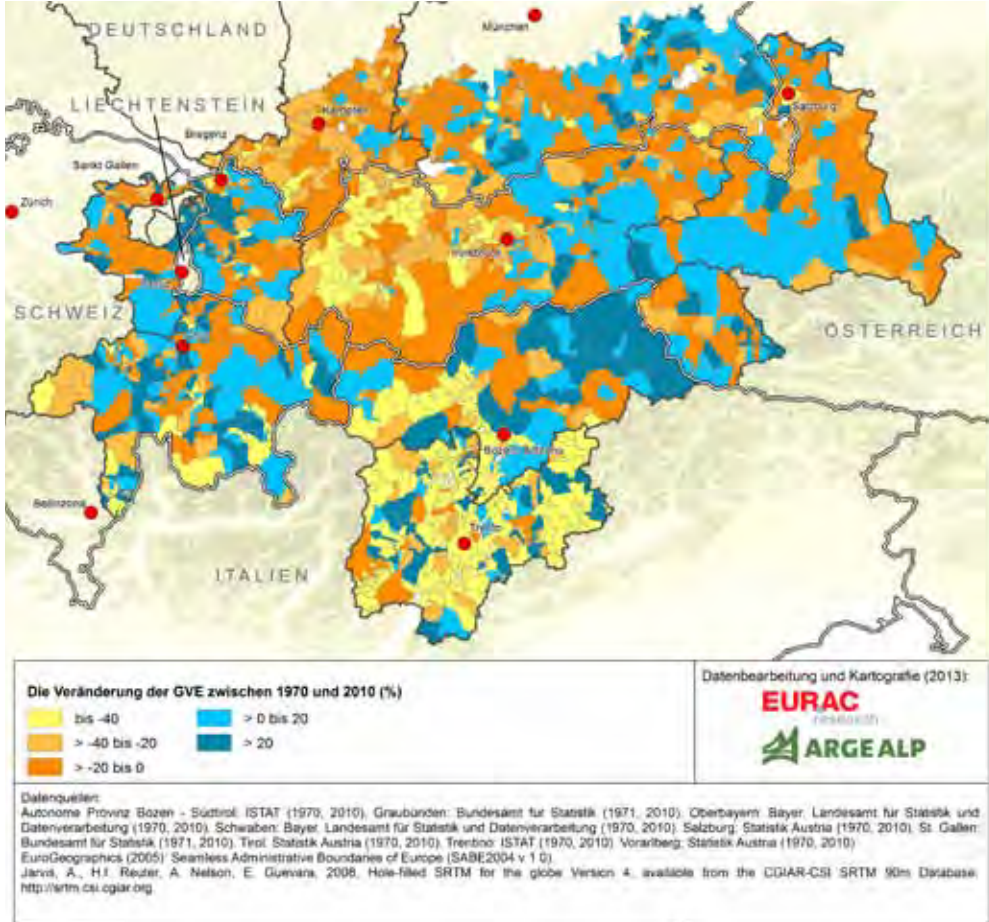 DEUTSCHLAND
München
LIECHTENSTEIN
Kempten
Salzburg
Bregenz
Sankt Gallen
Zürich
Innsbruck
SCHWEIZ
ÖSTERREICH
Bellinzona
Trento
ITALIEN
Die Veränderung der GVE zwischen 1970 und 2010 (%)
bis -40
> -40 bis -20
> -20 bis 0
> 0 bis 20
> 20
Datenbearbeitung und Kartografie (2013):
EURAC
research
ARGE ALP
Datenquellen:
Autonome Provinz Bozen - Südtirol: ISTAT (1970, 2010). Graubünden: Bundesamt für Statistik (1971, 2010). Oberbayern: Bayer. Landesamt für Statistik und
Datenverarbeitung (1970, 2010). Schwaben: Bayer. Landesamt für Statistik und Datenverarbeitung (1970, 2010). Salzburg: Statistik Austria (1970, 2010). St. Gallen:
Bundesamt für Statistik (1971, 2010). Tirol: Statistik Austria (1970, 2010). Trentino: ISTAT (1970, 2010). Vorarlberg: Statistik Austria (1970, 2010)
EuroGeographics (2005): Seamless Administrative Boundaries of Europe (SABE2004 v 1.0)
Jarvis, A., H.I. Reuter, A. Nelson, E. Guevara, 2008, Hole-filled SRTM for the globe Version 4, available from the CGIAR-CSI SRTM 90m Database:
http://srtm.csi.cgiar.org.